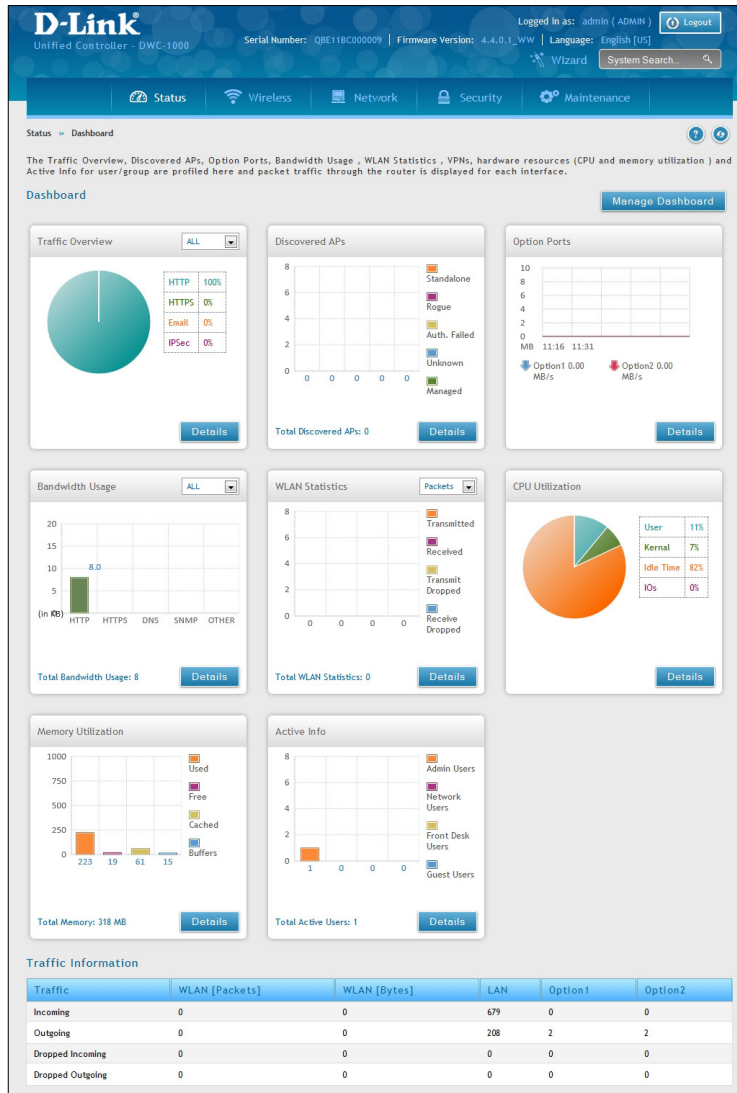 D-Link®
Unified Controller - DWC-1000
Logged in as: admin ( ADMIN )
Logout
Serial Number: QBE11BC000009 | Firmware Version: 4.4.0.1_WW | Language: English [US]
Wizard
System Search...
Status
Wireless
Network
Security
Maintenance
Status » Dashboard
The Traffic Overview, Discovered APs, Option Ports, Bandwidth Usage , WLAN Statistics , VPNs, hardware resources (CPU and memory utilization ) and
Active Info for user/group are profiled here and packet traffic through the router is displayed for each interface.
Dashboard
Manage Dashboard
Traffic Overview
ALL
HTTP 100%
HTTPS 0%
Email 0%
IPSec 0%
Details
Discovered APs
8
6
4
2
0
0 0 0 0 0
Standalone
Rogue
Auth. Failed
Unknown
Managed
Total Discovered APs: 0
Details
Option Ports
10
8
6
4
2
0
MB 11:16 11:31
Option1 0.00
MB/s
Option2 0.00
MB/s
Details
Bandwidth Usage
ALL
20
15
10
5
0
(in KB)
8.0
HTTP HTTPS DNS SNMP OTHER
Total Bandwidth Usage: 8
Details
WLAN Statistics
Packets
8
6
4
2
0
0 0 0 0
Transmitted
Received
Transmit
Dropped
Receive
Dropped
Total WLAN Statistics: 0
Details
CPU Utilization
User 11%
Kernal 7%
Idle Time 82%
IOs 0%
Details
Memory Utilization
1000
750
500
250
0
223 19 61 15
Used
Free
Cached
Buffers
Total Memory: 318 MB
Details
Active Info
8
6
4
2
0
1 0 0 0
Admin Users
Network
Users
Front Desk
Users
Guest Users
Total Active Users: 1
Details
Traffic Information
Traffic WLAN [Packets] WLAN [Bytes] LAN Option1 Option2
Incoming 0 0 679 0 0
Outgoing 0 0 208 2 2
Dropped Incoming 0 0 0 0 0
Dropped Outgoing 0 0 0 0 0